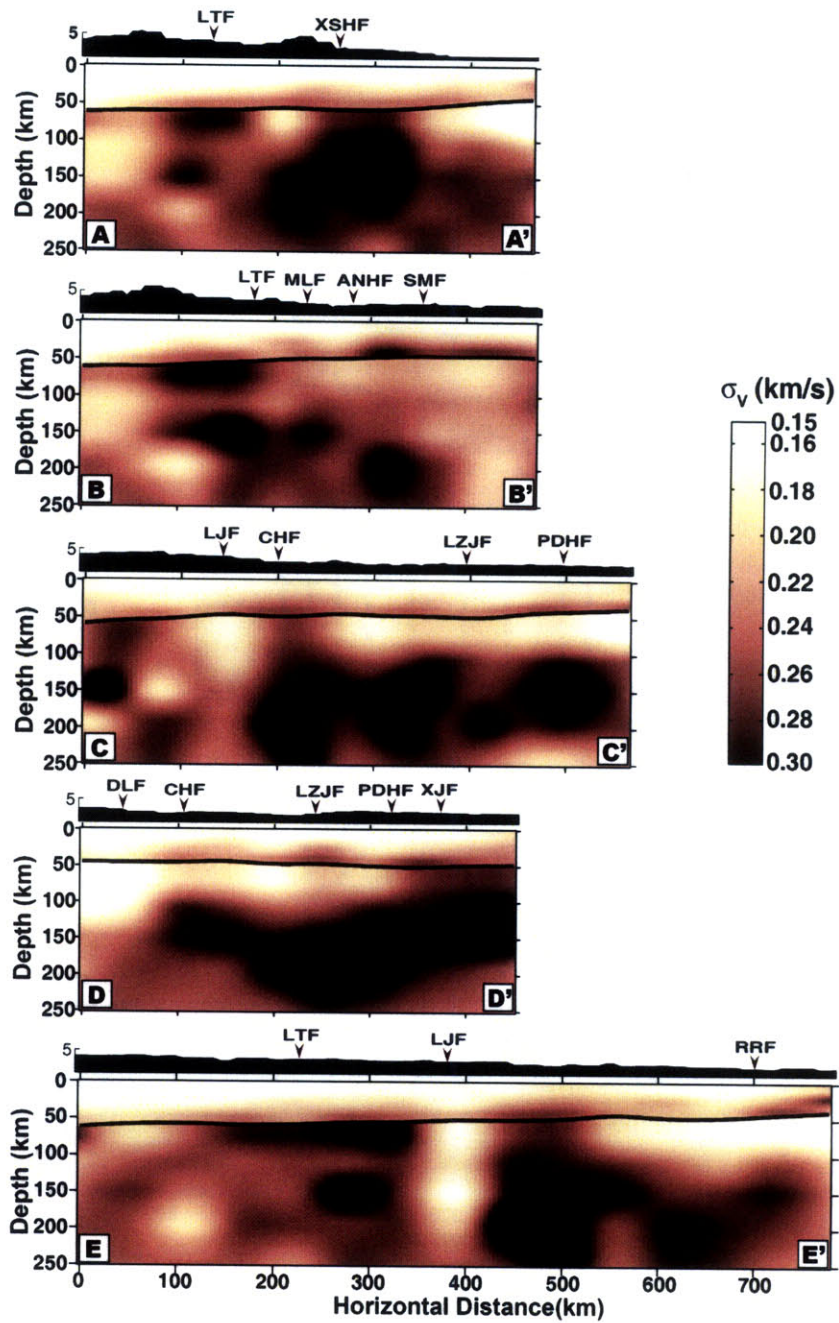 LTF XSHF
5
0
50
100
150
200
250
Depth (km)
A A'
LTF MLF ANHF SMF
5
0
50
100
150
200
250
Depth (km)
B B'
σv (km/s)
0.15
0.16
0.18
0.20
0.22
0.24
0.26
0.28
0.30
LJF CHF LZJF PDHF
5
0
50
100
150
200
250
Depth (km)
C C'
DLF CHF LZJF PDHF XJF
5
0
50
100
150
200
250
Depth (km)
D D'
LTF LJF RRF
5
0
50
100
150
200
250
Depth (km)
E E'
0 100 200 300 400 500 600 700
Horizontal Distance(km)